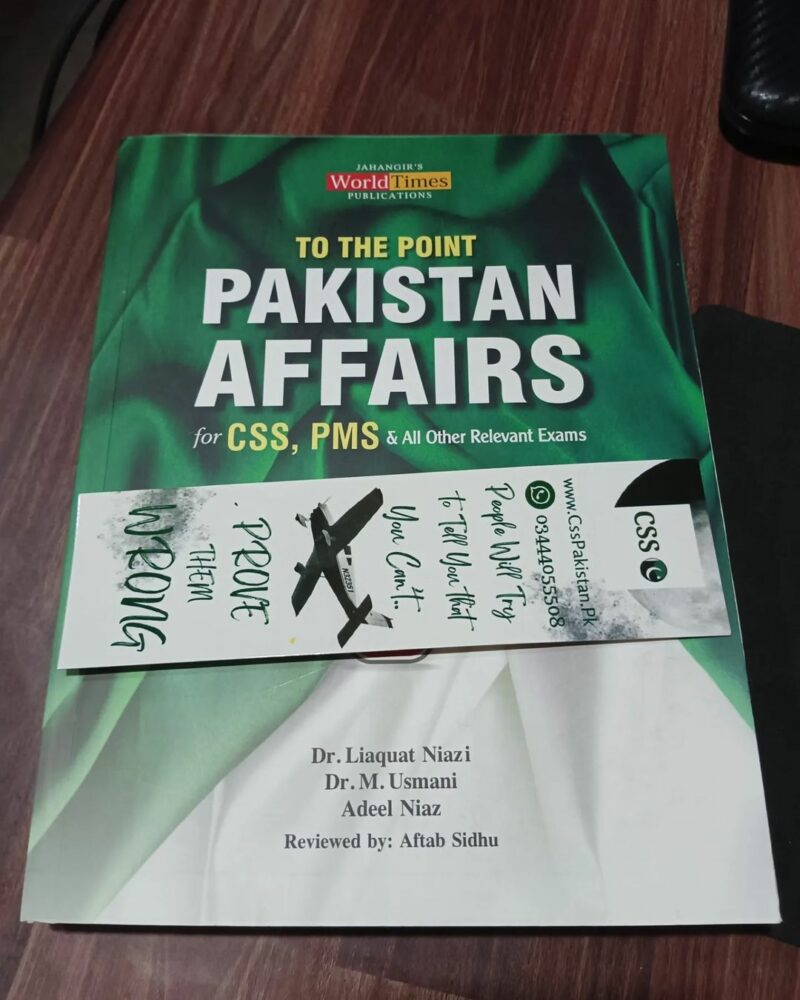 JAHANGIR'S
WorldTimes
PUBLICATIONS
TO THE POINT
PAKISTAN
AFFAIRS
for CSS, PMS & All Other Relevant Exams
CSS
www.CssPakistan.Pk
03444055508
People Will Try
to Tell You that
You Can't..
N32351
. PROVE
THEM
WRONG
Dr. Liaquat Niazi
Dr. M. Usmani
Adeel Niaz
Reviewed by: Aftab Sidhu